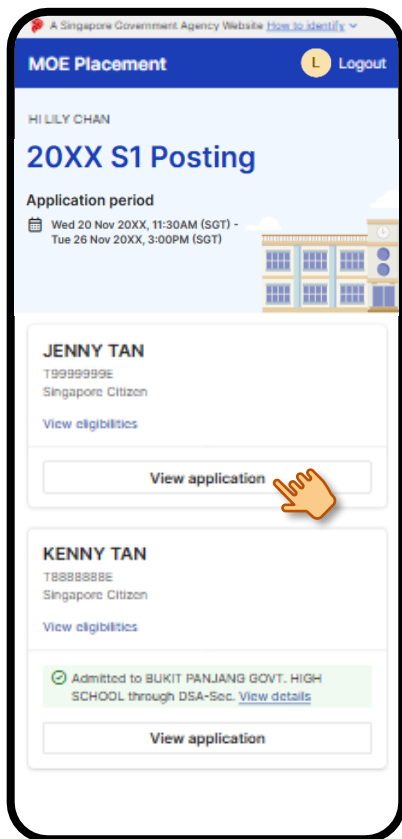 A Singapore Government Agency Website How to identify
MOE Placement
L Logout
HI LILY CHAN
20XX S1 Posting
Application period
Wed 20 Nov 20XX, 11:30AM (SGT) -
Tue 26 Nov 20XX, 3:00PM (SGT)
JENNY TAN
T9999999E
Singapore Citizen
View eligibilities
View application
KENNY TAN
T8888888E
Singapore Citizen
View eligibilities
Admitted to BUKIT PANJANG GOVT. HIGH
SCHOOL through DSA-Sec. View details
View application